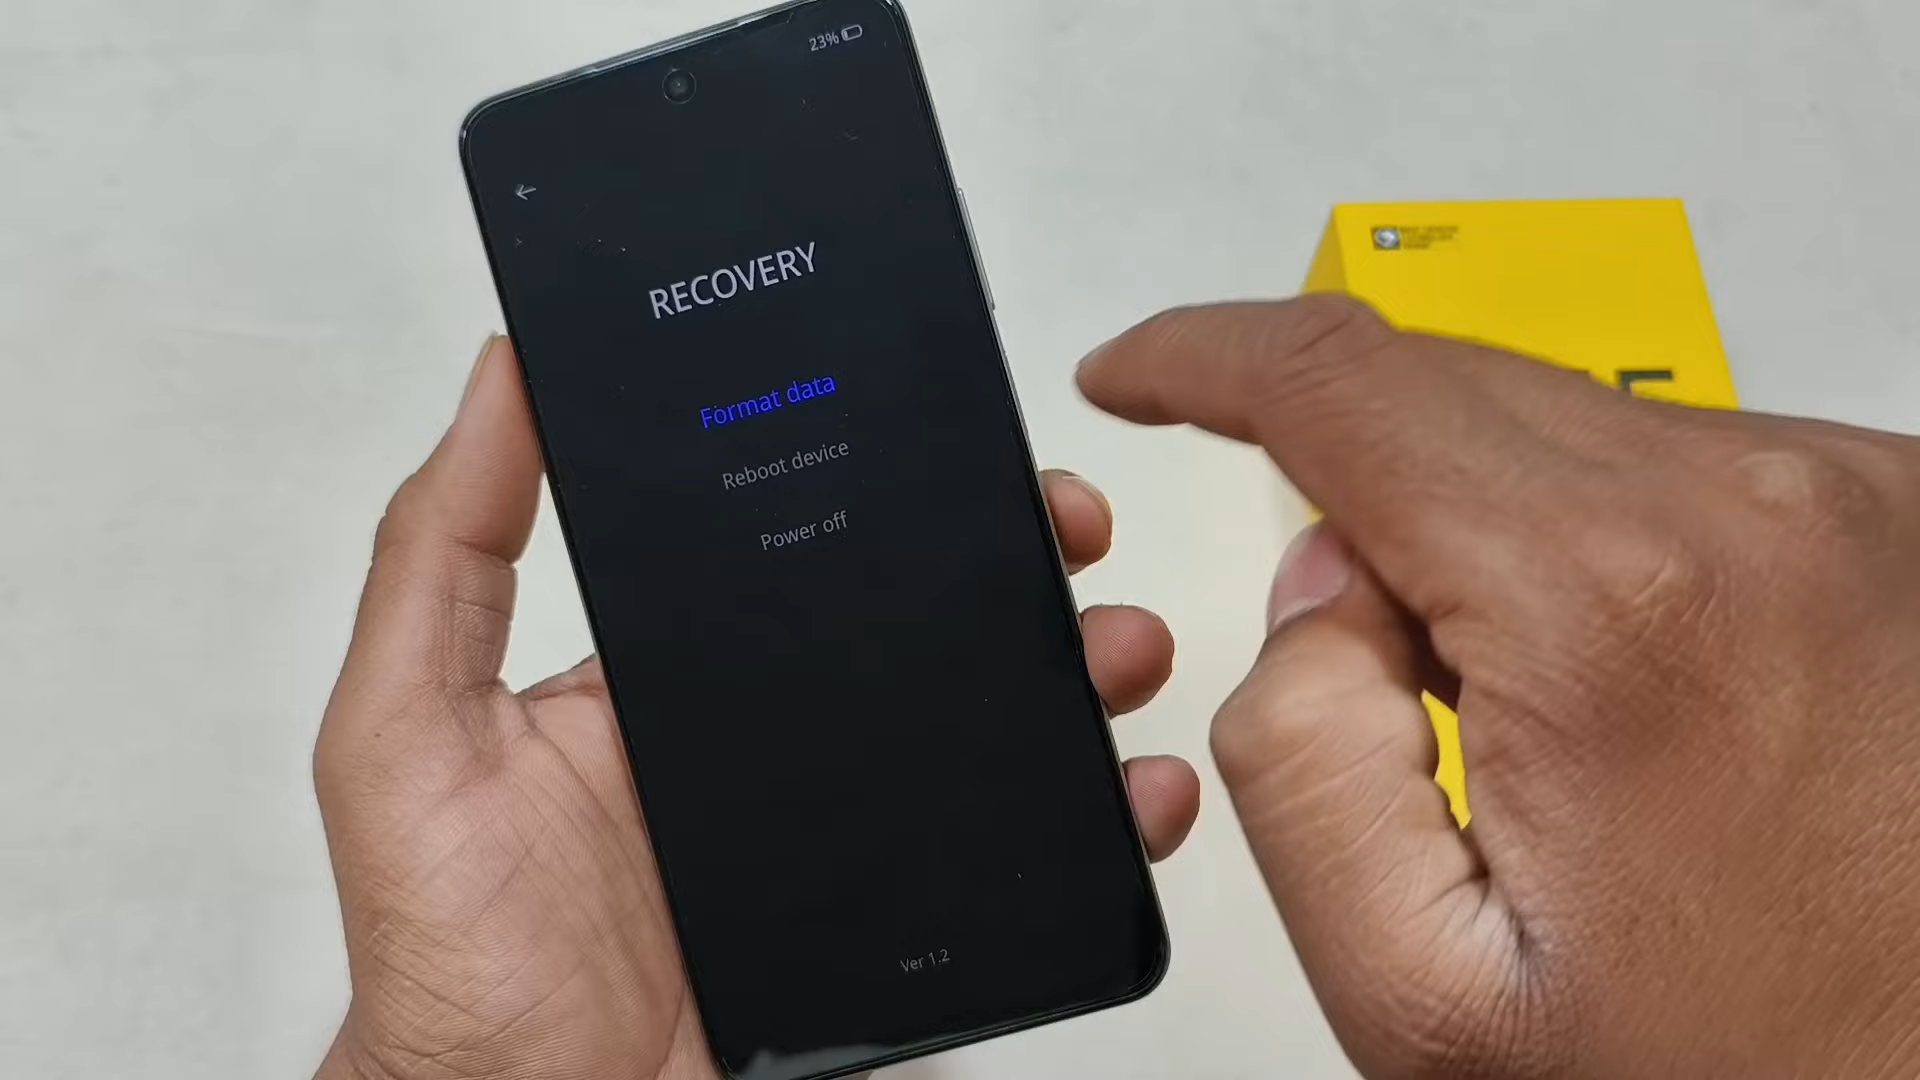 23%
RECOVERY
Format data
Reboot device
Power off
Ver 1.2